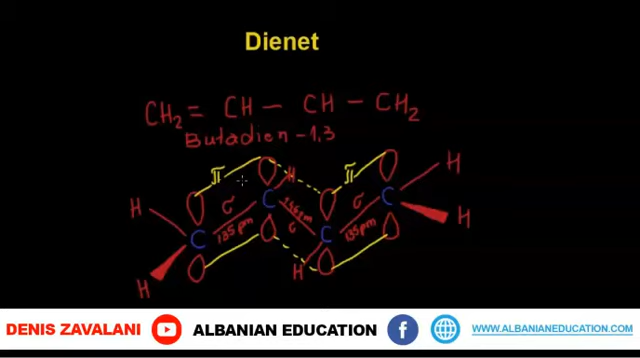 Dienet
CH₂ = CH — CH — CH₂
Butadien-1,3
π π
H H C σ C H
C σ 135 pm σ C 135 pm H
H H
DENIS ZAVALANI ALBANIAN EDUCATION WWW.ALBANIANEDUCATION.COM